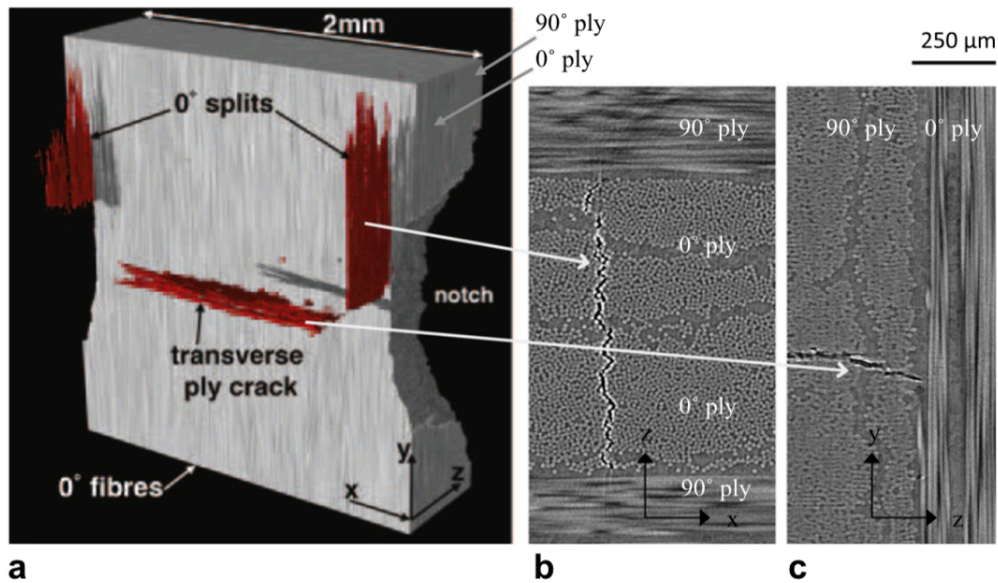 2mm
90° ply
0° ply
250 μm
0° splits
notch
transverse
ply crack
0° fibres
x
y
z
90° ply
0° ply
0° ply
z
x
90° ply
90° ply
0° ply
y
z
a
b
c